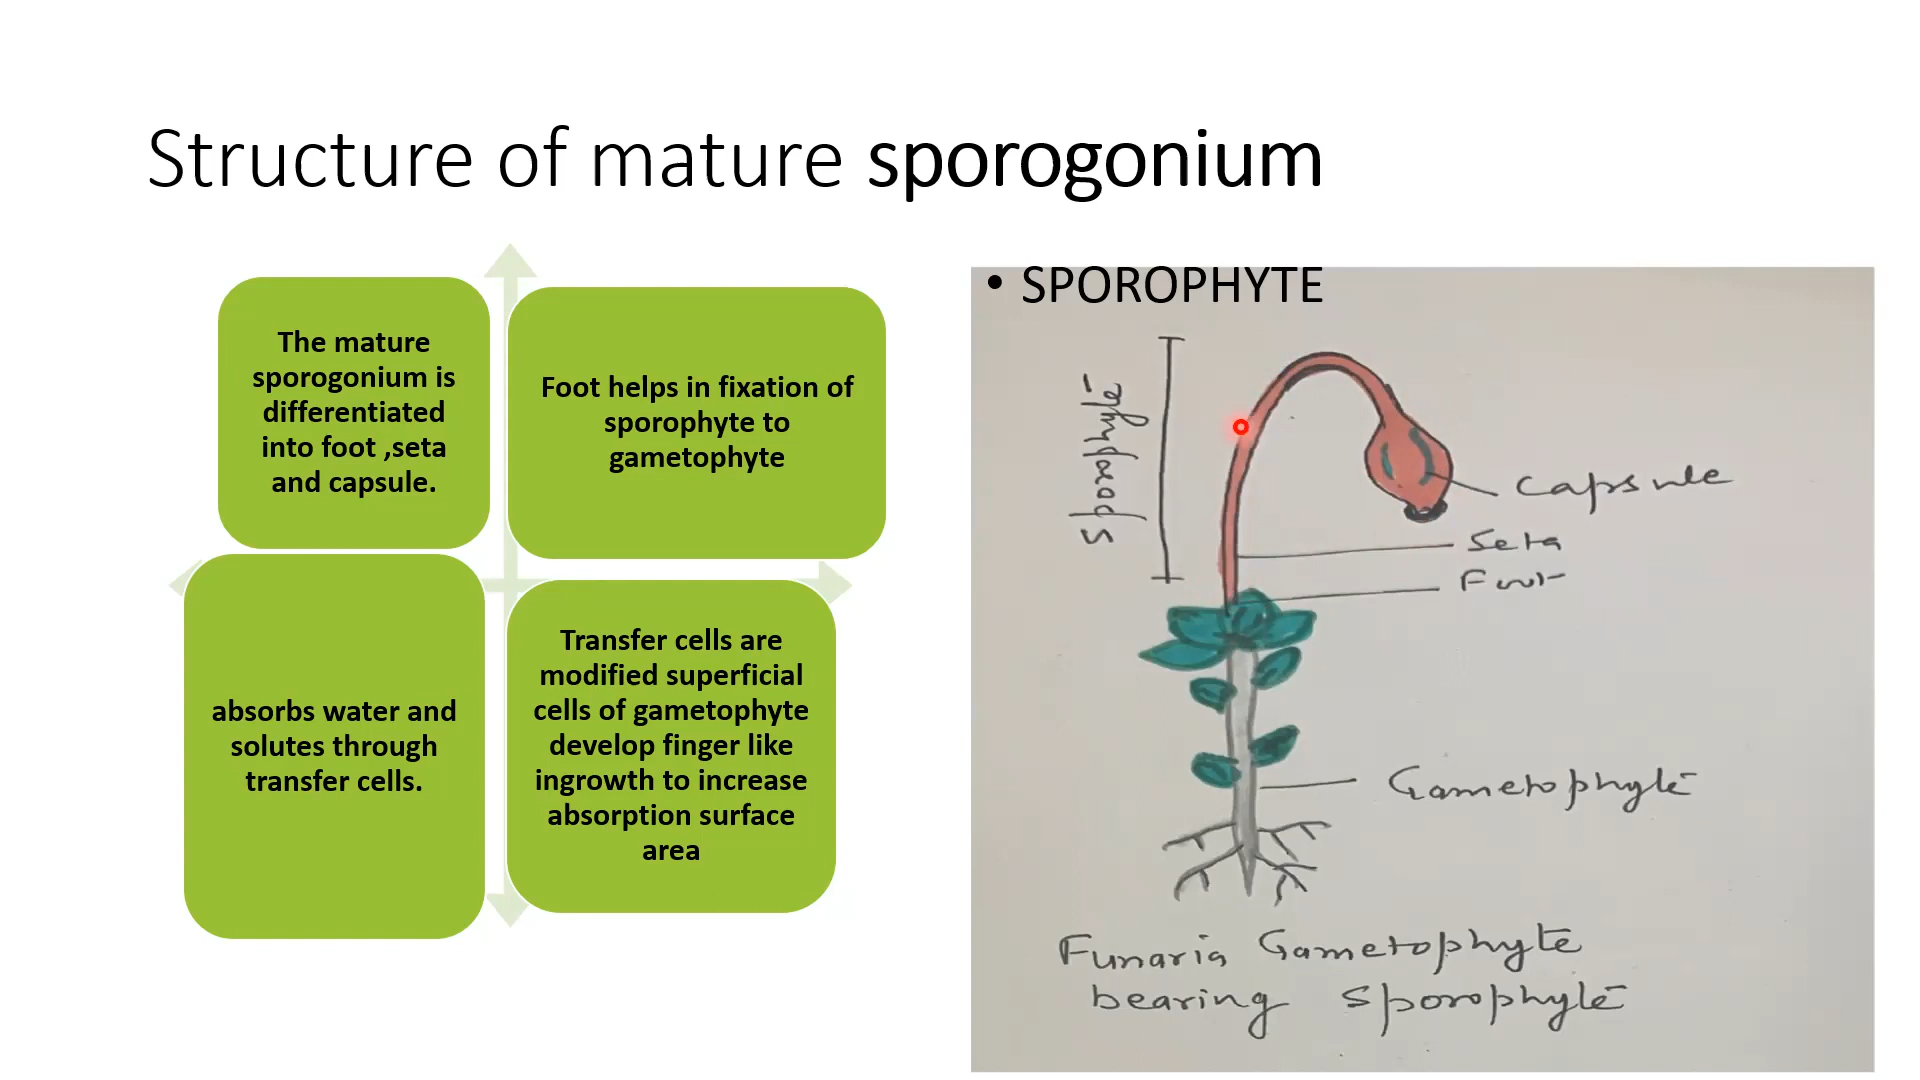 Structure of mature sporogonium
The mature
sporogonium is
differentiated
into foot ,seta
and capsule.
Foot helps in fixation of
sporophyte to
gametophyte
absorbs water and
solutes through
transfer cells.
Transfer cells are
modified superficial
cells of gametophyte
develop finger like
ingrowth to increase
absorption surface
area
• SPOROPHYTE
Sporophyte
Capsule
Seta
Foot
Gametophyte
Funaria Gametophyte
bearing Sporophyte